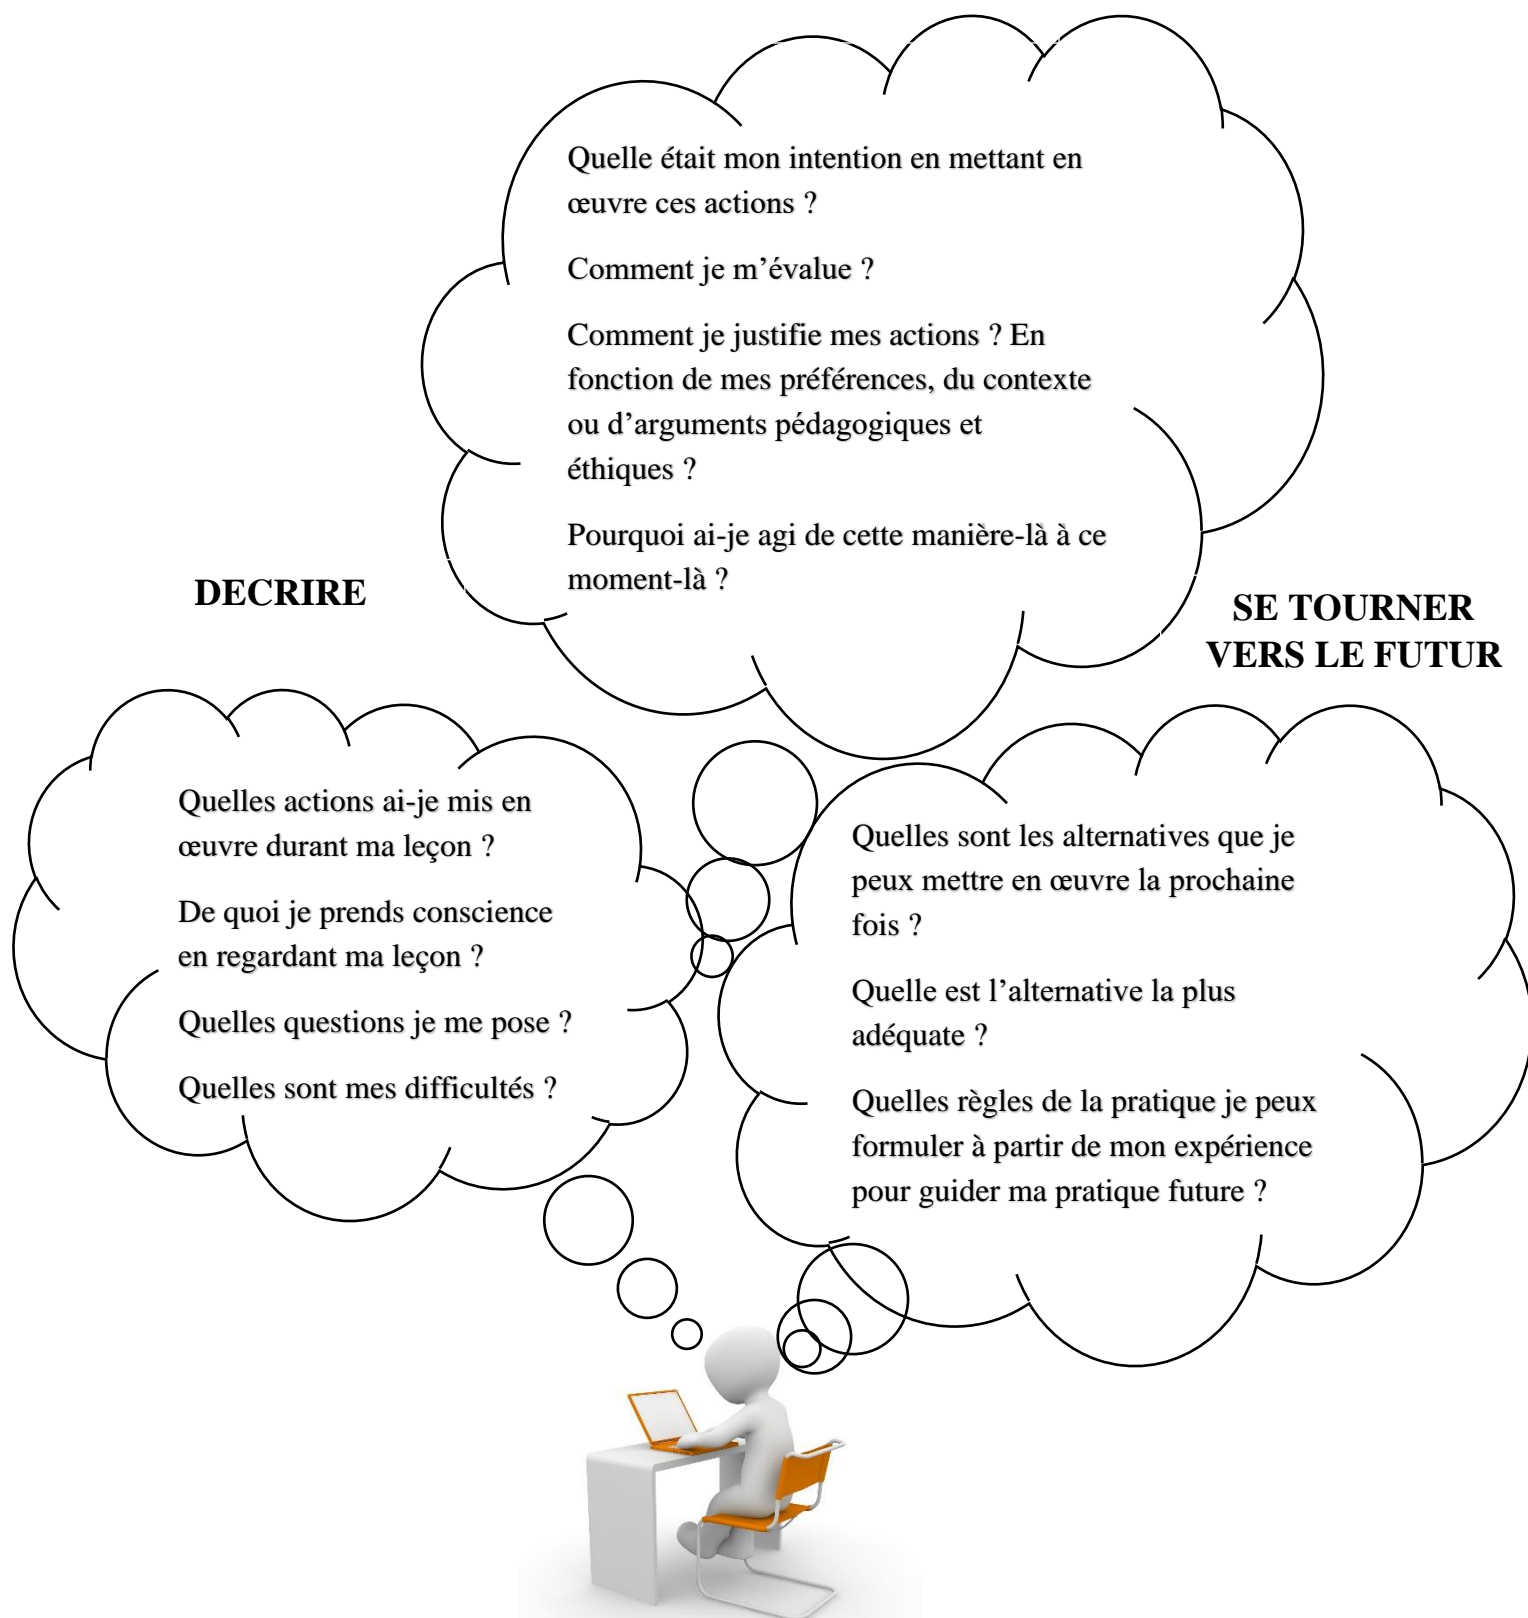 Quelle était mon intention en mettant en
œuvre ces actions ?
Comment je m’évalue ?
Comment je justifie mes actions ? En
fonction de mes préférences, du contexte
ou d’arguments pédagogiques et
éthiques ?
Pourquoi ai-je agi de cette manière-là à ce
moment-là ?
DECRIRE
Quelles actions ai-je mis en
œuvre durant ma leçon ?
De quoi je prends conscience
en regardant ma leçon ?
Quelles questions je me pose ?
Quelles sont mes difficultés ?
SE TOURNER
VERS LE FUTUR
Quelles sont les alternatives que je
peux mettre en œuvre la prochaine
fois ?
Quelle est l’alternative la plus
adéquate ?
Quelles règles de la pratique je peux
formuler à partir de mon expérience
pour guider ma pratique future ?